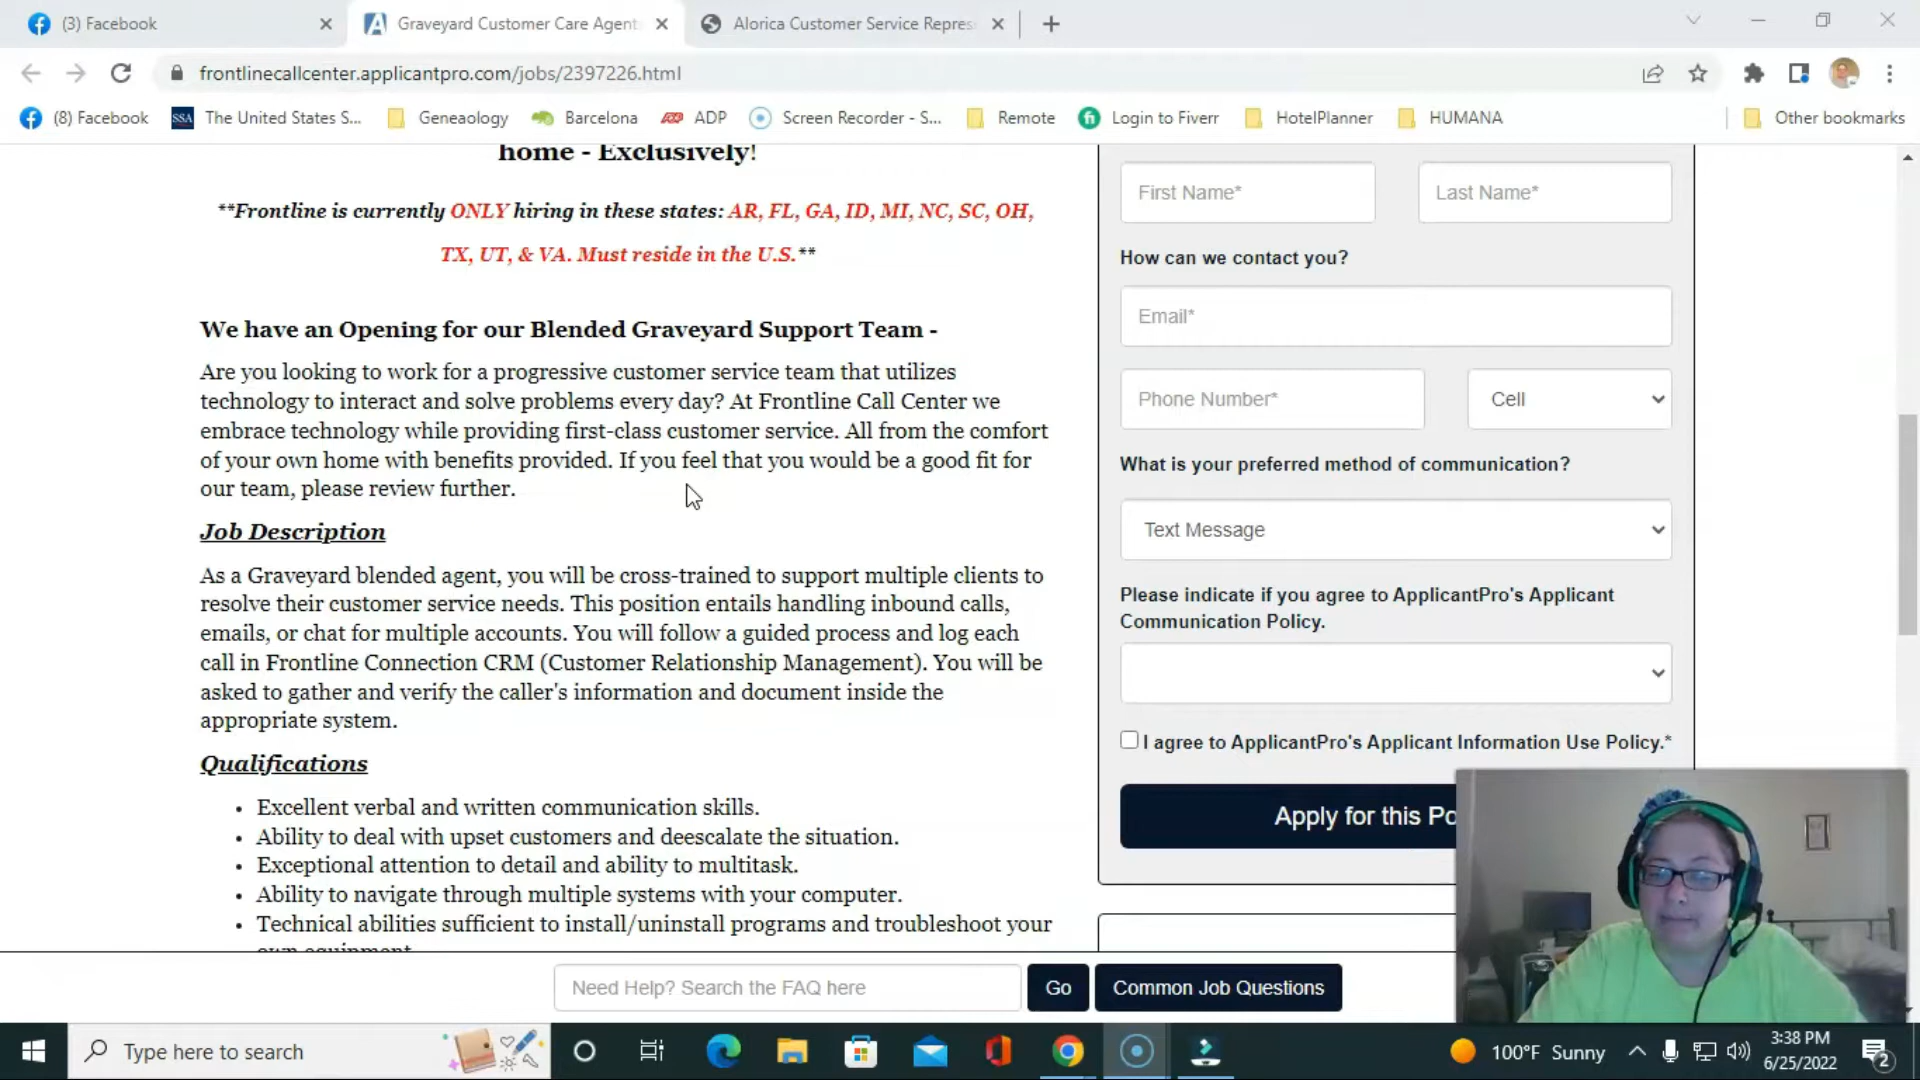 (3) Facebook
Graveyard Customer Care Agent
Alorica Customer Service Repres
frontlinecallcenter.applicantpro.com/jobs/2397226.html
(8) Facebook
SSA
The United States S...
Geneaology
Barcelona
ADP
Screen Recorder - S...
Remote
Login to Fiverr
HotelPlanner
HUMANA
Other bookmarks
home - Exclusively!
**Frontline is currently ONLY hiring in these states: AR, FL, GA, ID, MI, NC, SC, OH,
TX, UT, & VA. Must reside in the U.S.**
We have an Opening for our Blended Graveyard Support Team -
Are you looking to work for a progressive customer service team that utilizes
technology to interact and solve problems every day? At Frontline Call Center we
embrace technology while providing first-class customer service. All from the comfort
of your own home with benefits provided. If you feel that you would be a good fit for
our team, please review further.
Job Description
As a Graveyard blended agent, you will be cross-trained to support multiple clients to
resolve their customer service needs. This position entails handling inbound calls,
emails, or chat for multiple accounts. You will follow a guided process and log each
call in Frontline Connection CRM (Customer Relationship Management). You will be
asked to gather and verify the caller's information and document inside the
appropriate system.
Qualifications
• Excellent verbal and written communication skills.
• Ability to deal with upset customers and deescalate the situation.
• Exceptional attention to detail and ability to multitask.
• Ability to navigate through multiple systems with your computer.
• Technical abilities sufficient to install/uninstall programs and troubleshoot your
own equipment
First Name*
Last Name*
How can we contact you?
Email*
Phone Number*
Cell
What is your preferred method of communication?
Text Message
Please indicate if you agree to ApplicantPro's Applicant
Communication Policy.
I agree to ApplicantPro's Applicant Information Use Policy.*
Apply for this Po
Need Help? Search the FAQ here
Go
Common Job Questions
Type here to search
100°F Sunny
3:38 PM
6/25/2022
2